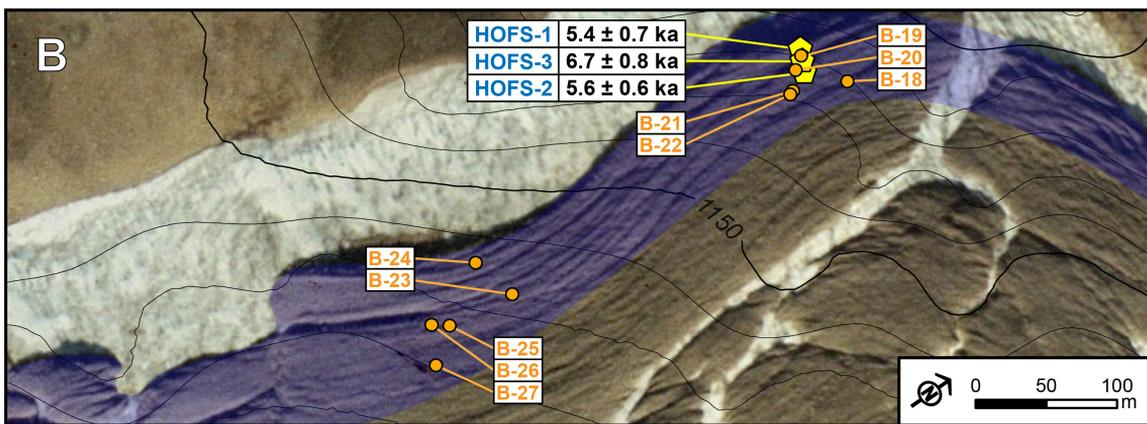 B
HOFS-1 5.4 ± 0.7 ka
HOFS-3 6.7 ± 0.8 ka
HOFS-2 5.6 ± 0.6 ka
B-19
B-20
B-18
B-21
B-22
1150
B-24
B-23
B-25
B-26
B-27
N 0 50 100
m